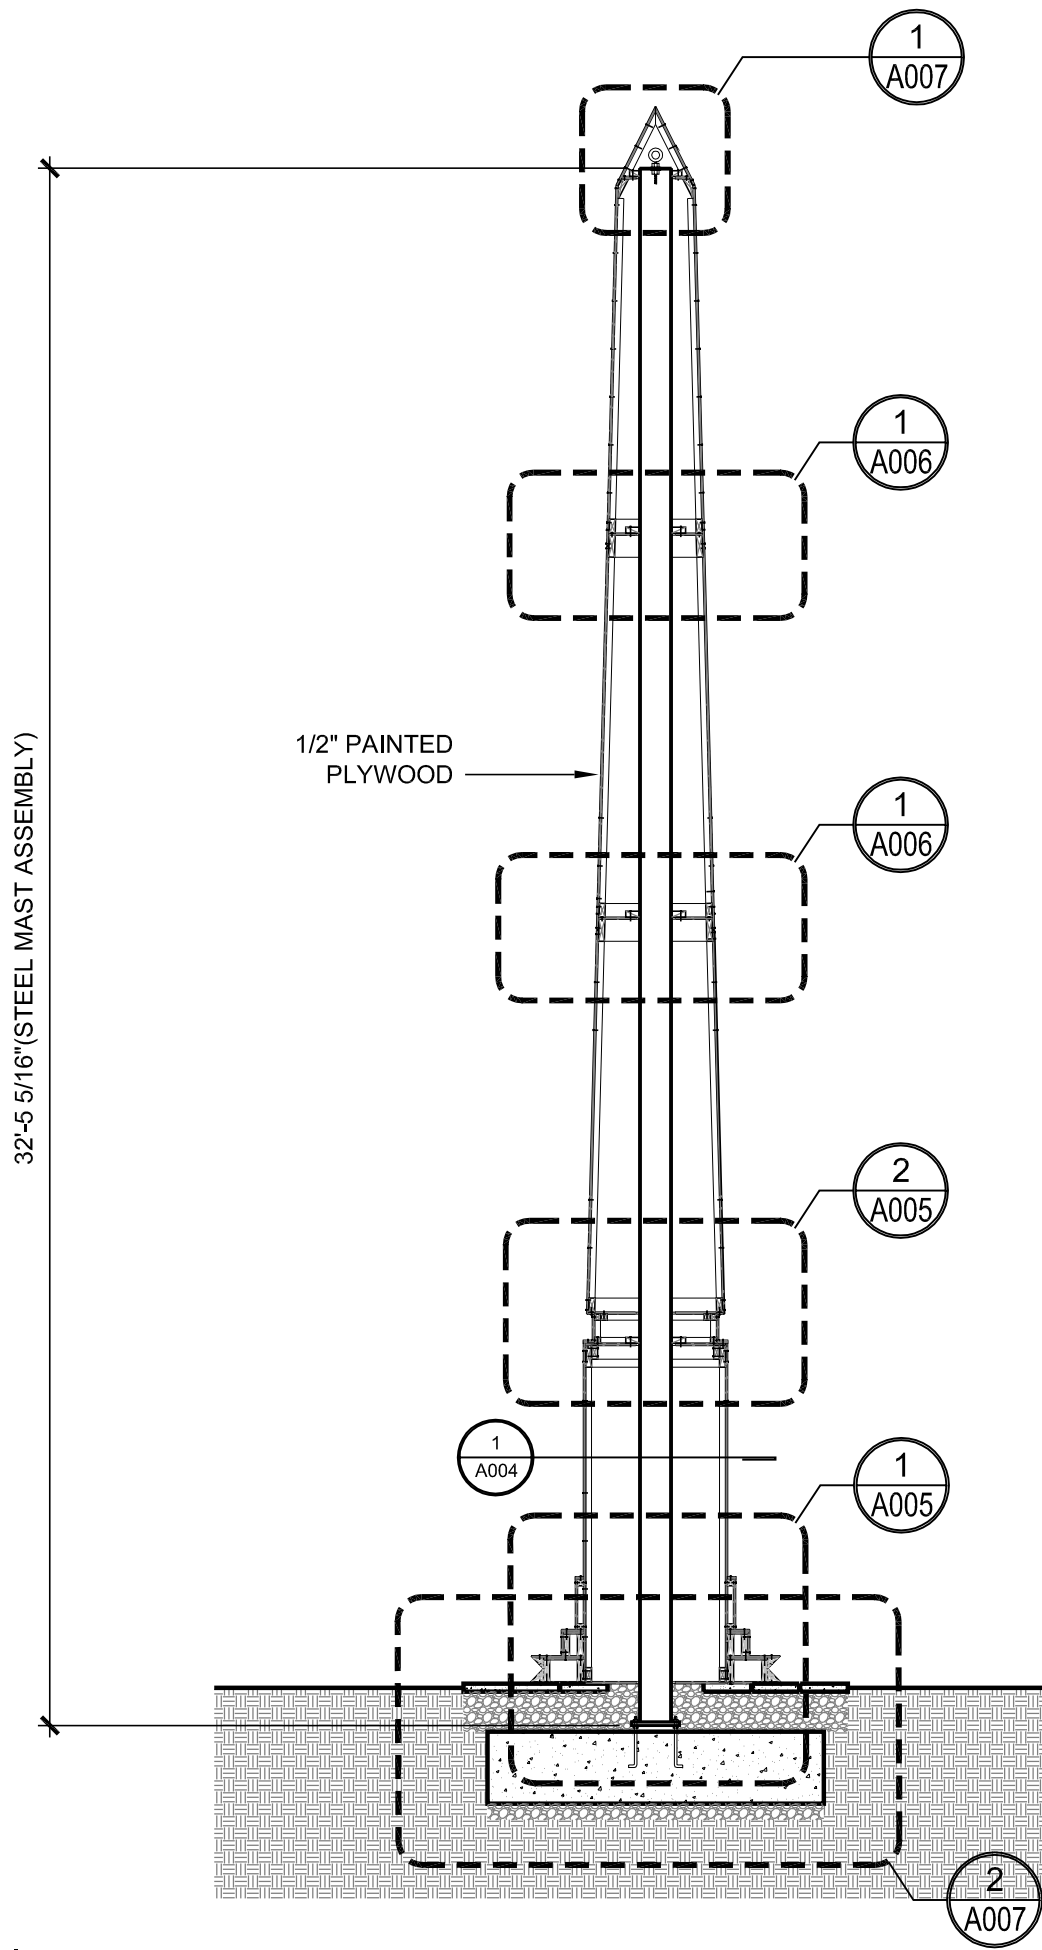 1
A007
1
A006
1/2" PAINTED
PLYWOOD
1
A006
32'-5 5/16"(STEEL MAST ASSEMBLY)
2
A005
1
A004
1
A005
2
A007